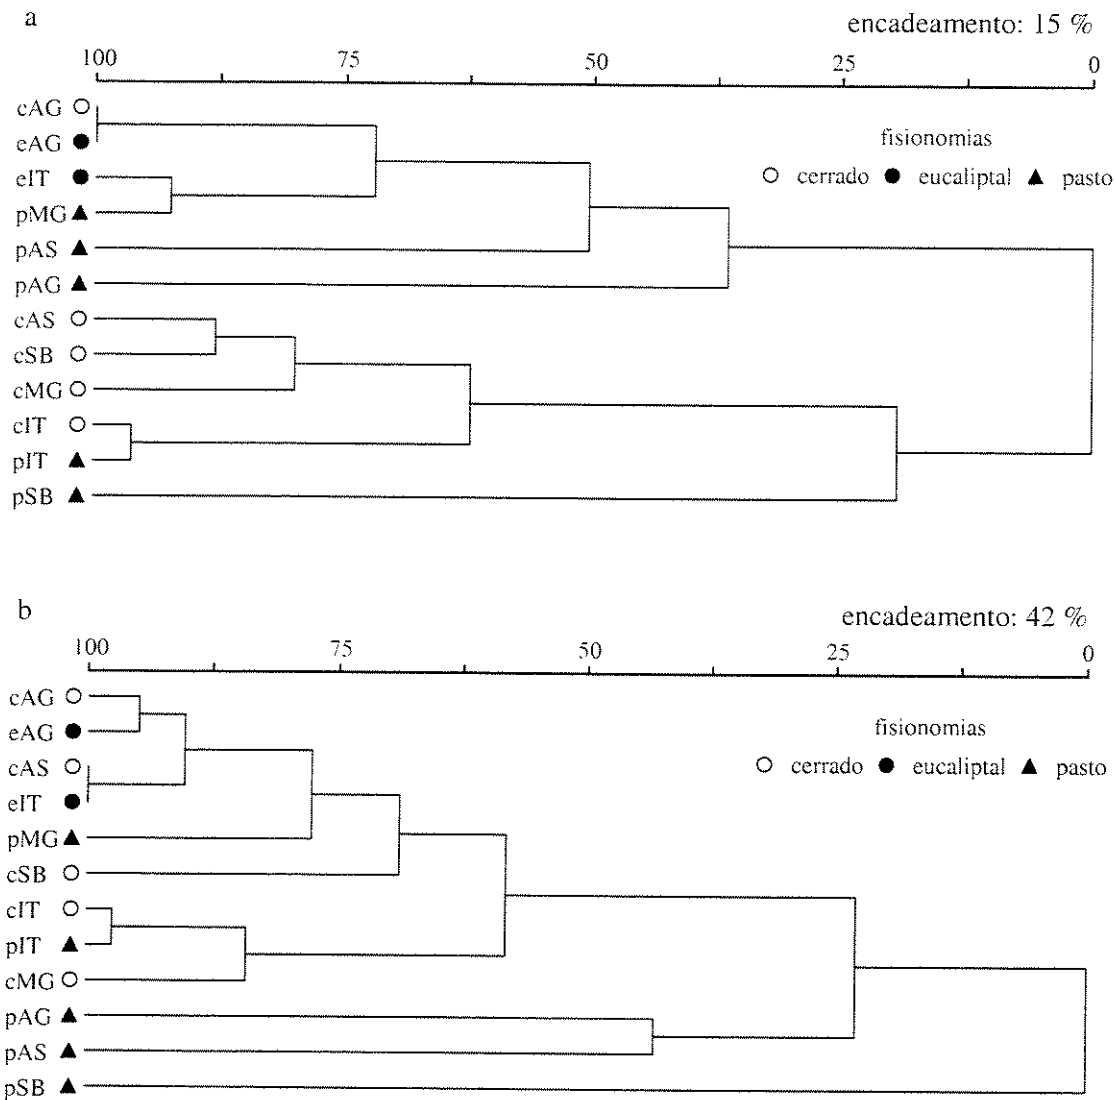 a
encadeamento: 15 %
100 75 50 25 0
cAG
eAG
fisionomias
eIT
cerrado eucaliptal pasto
pMG
pAS
pAG
cAS
cSB
cMG
cIT
pIT
pSB
b
encadeamento: 42 %
100 75 50 25 0
cAG
eAG
fisionomias
cAS
cerrado eucaliptal pasto
eIT
pMG
cSB
cIT
pIT
cMG
pAG
pAS
pSB